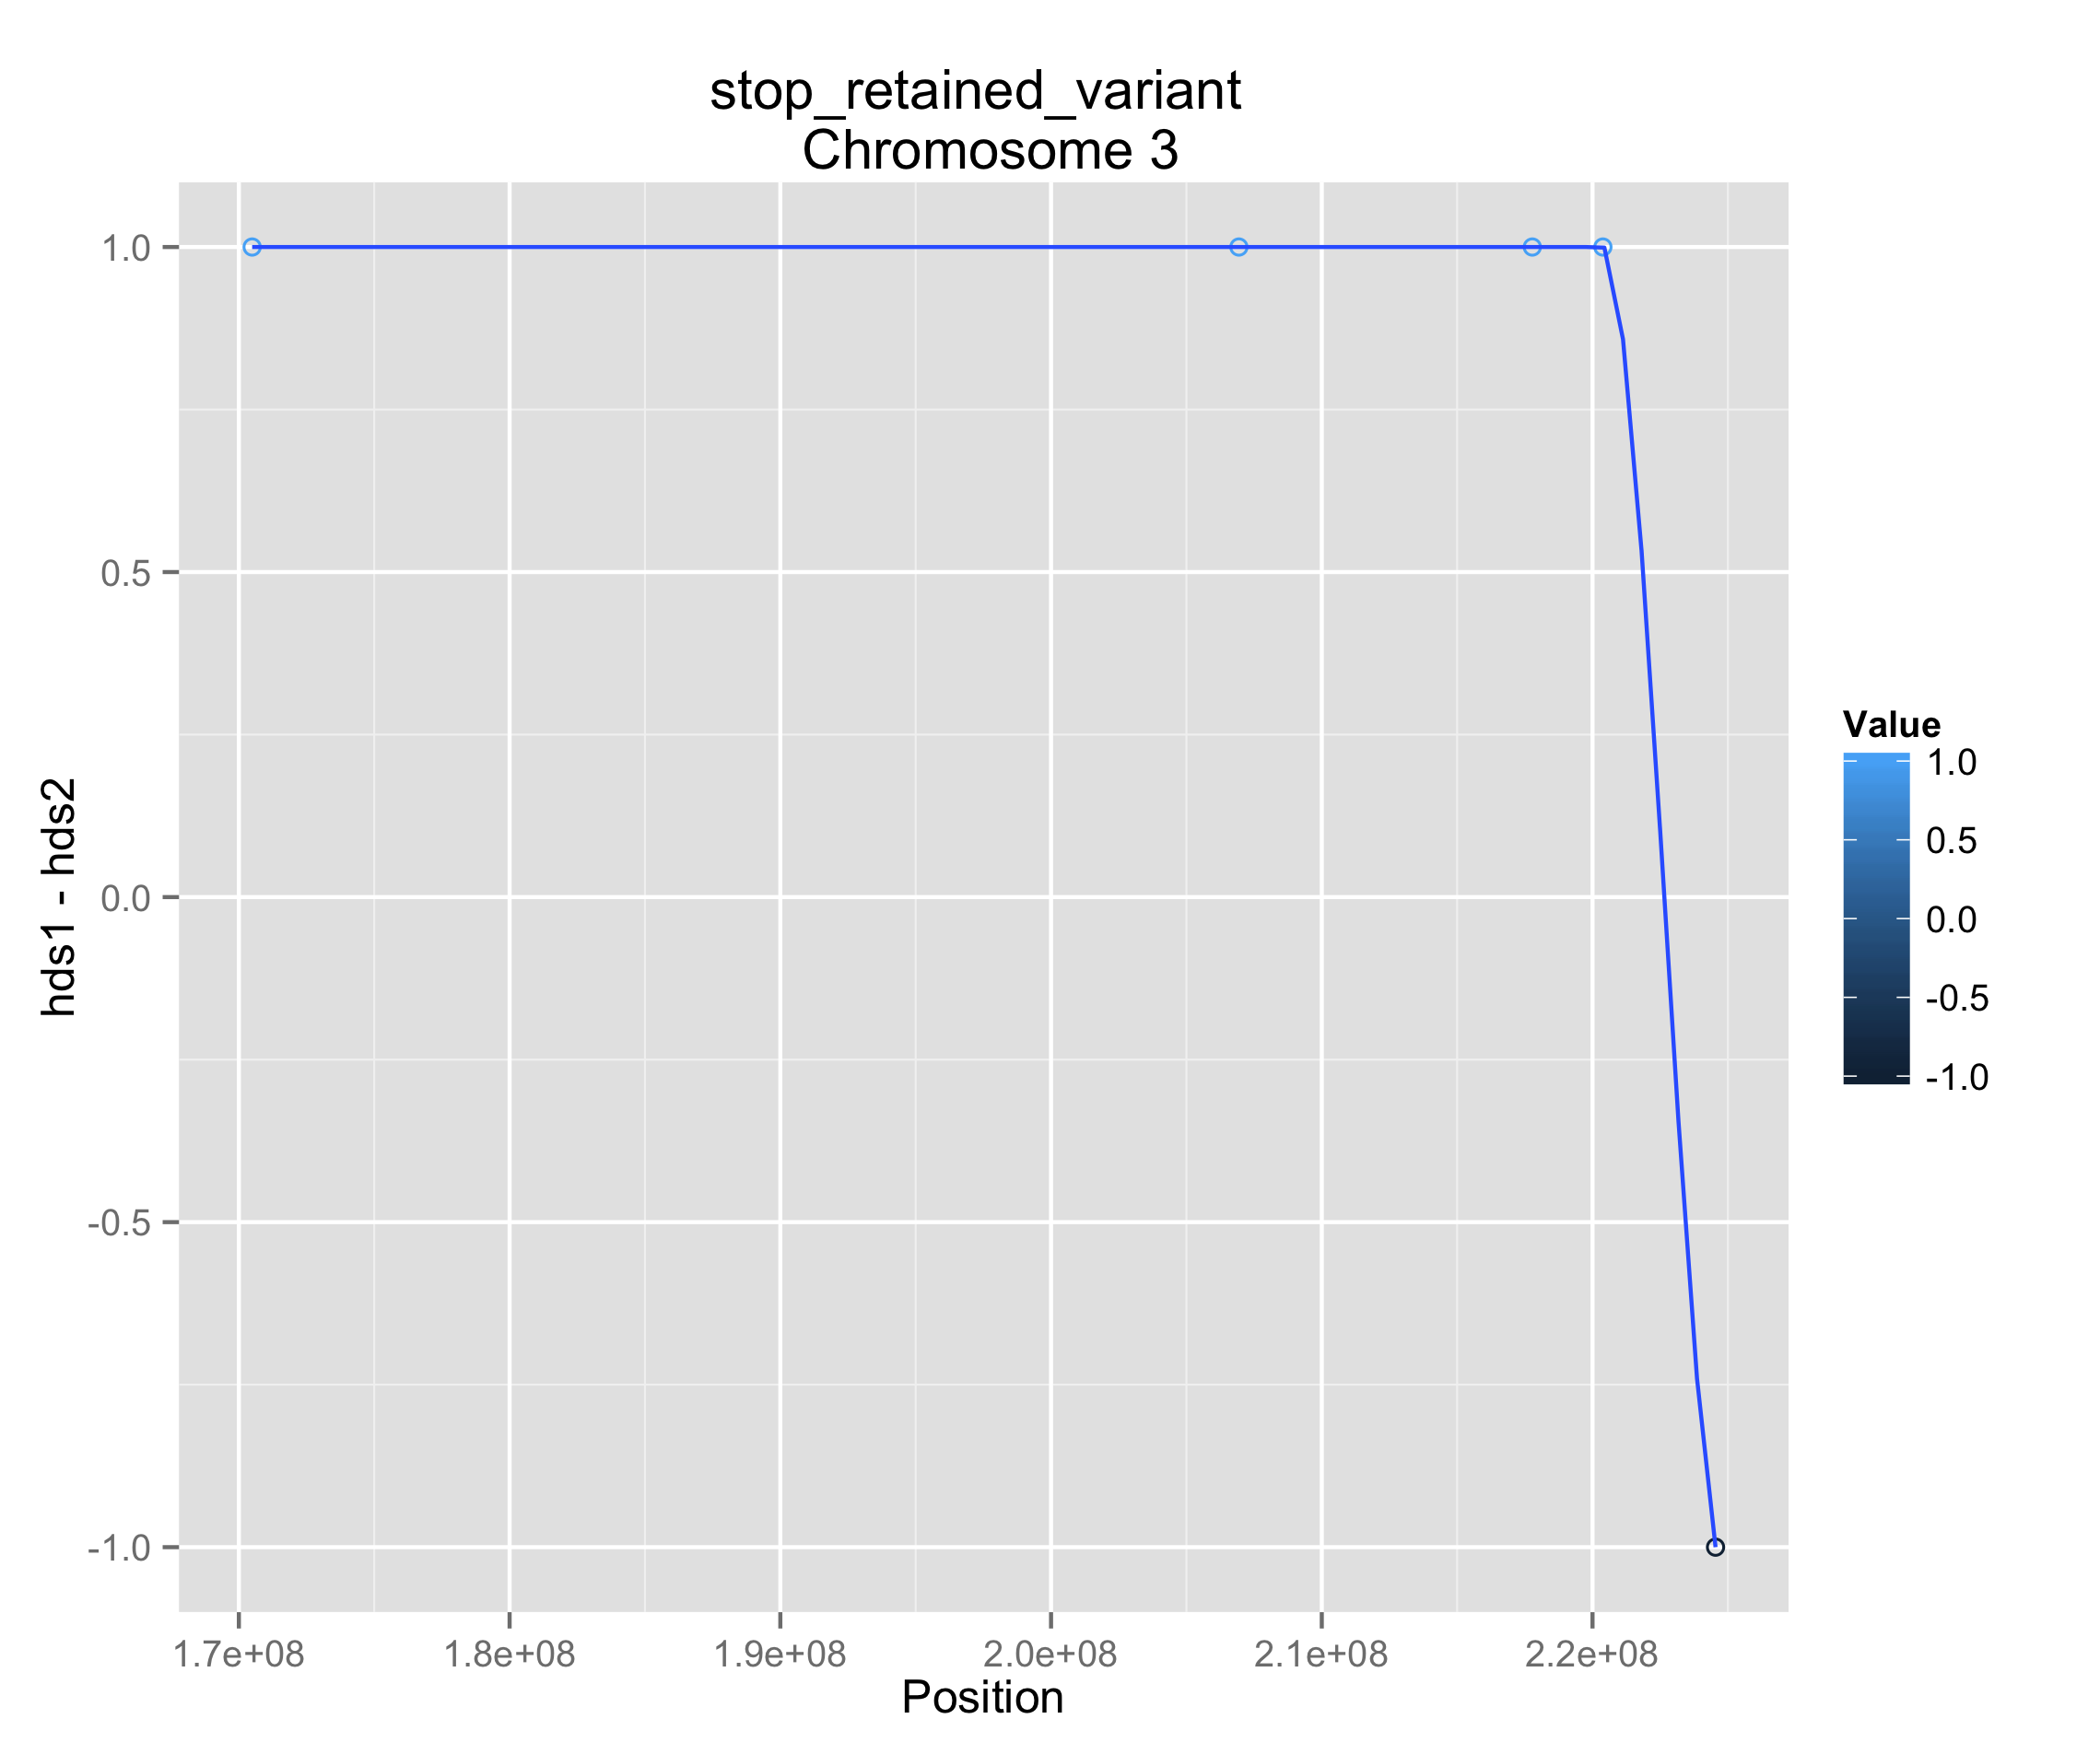 stop_retained_variant
Chromosome 3
hds1 - hds2
1.0
0.5
0.0
-0.5
-1.0
1.7e+08 1.8e+08 1.9e+08 2.0e+08 2.1e+08 2.2e+08
Position
Value
1.0
0.5
0.0
-0.5
-1.0